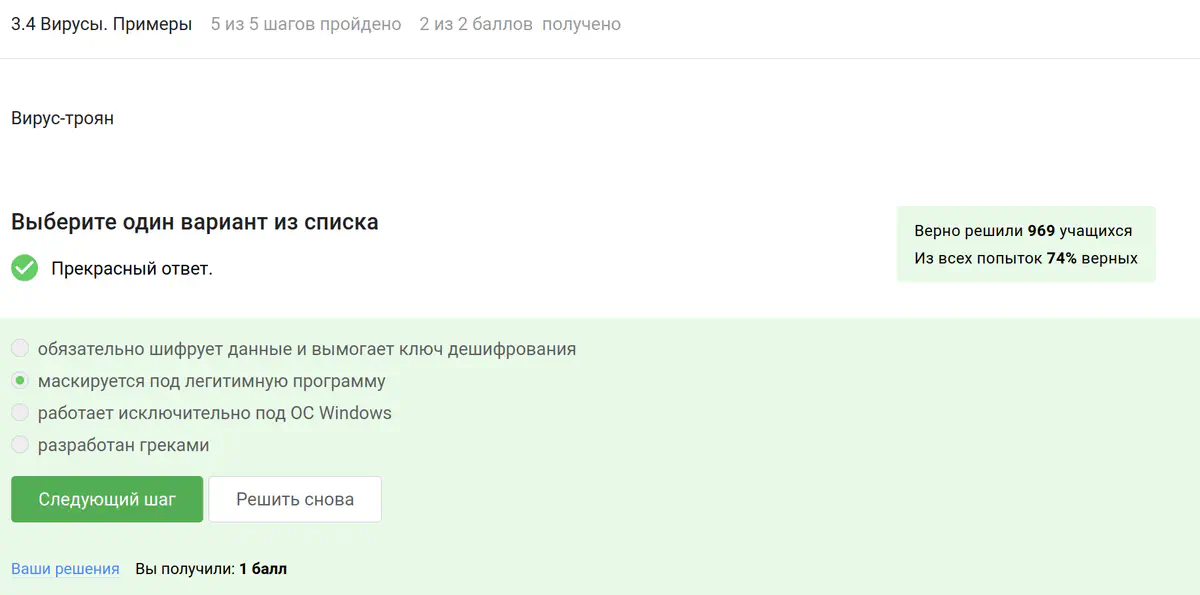 3.4 Вирусы. Примеры 5 из 5 шагов пройдено 2 из 2 баллов получено
Вирус-троян
Выберите один вариант из списка
Прекрасный ответ.
Верно решили 969 учащихся
Из всех попыток 74% верных
обязательно шифрует данные и вымогает ключ дешифрования
маскируется под легитимную программу
работает исключительно под ОС Windows
разработан греками
Следующий шаг Решить снова
Ваши решения Вы получили: 1 балл